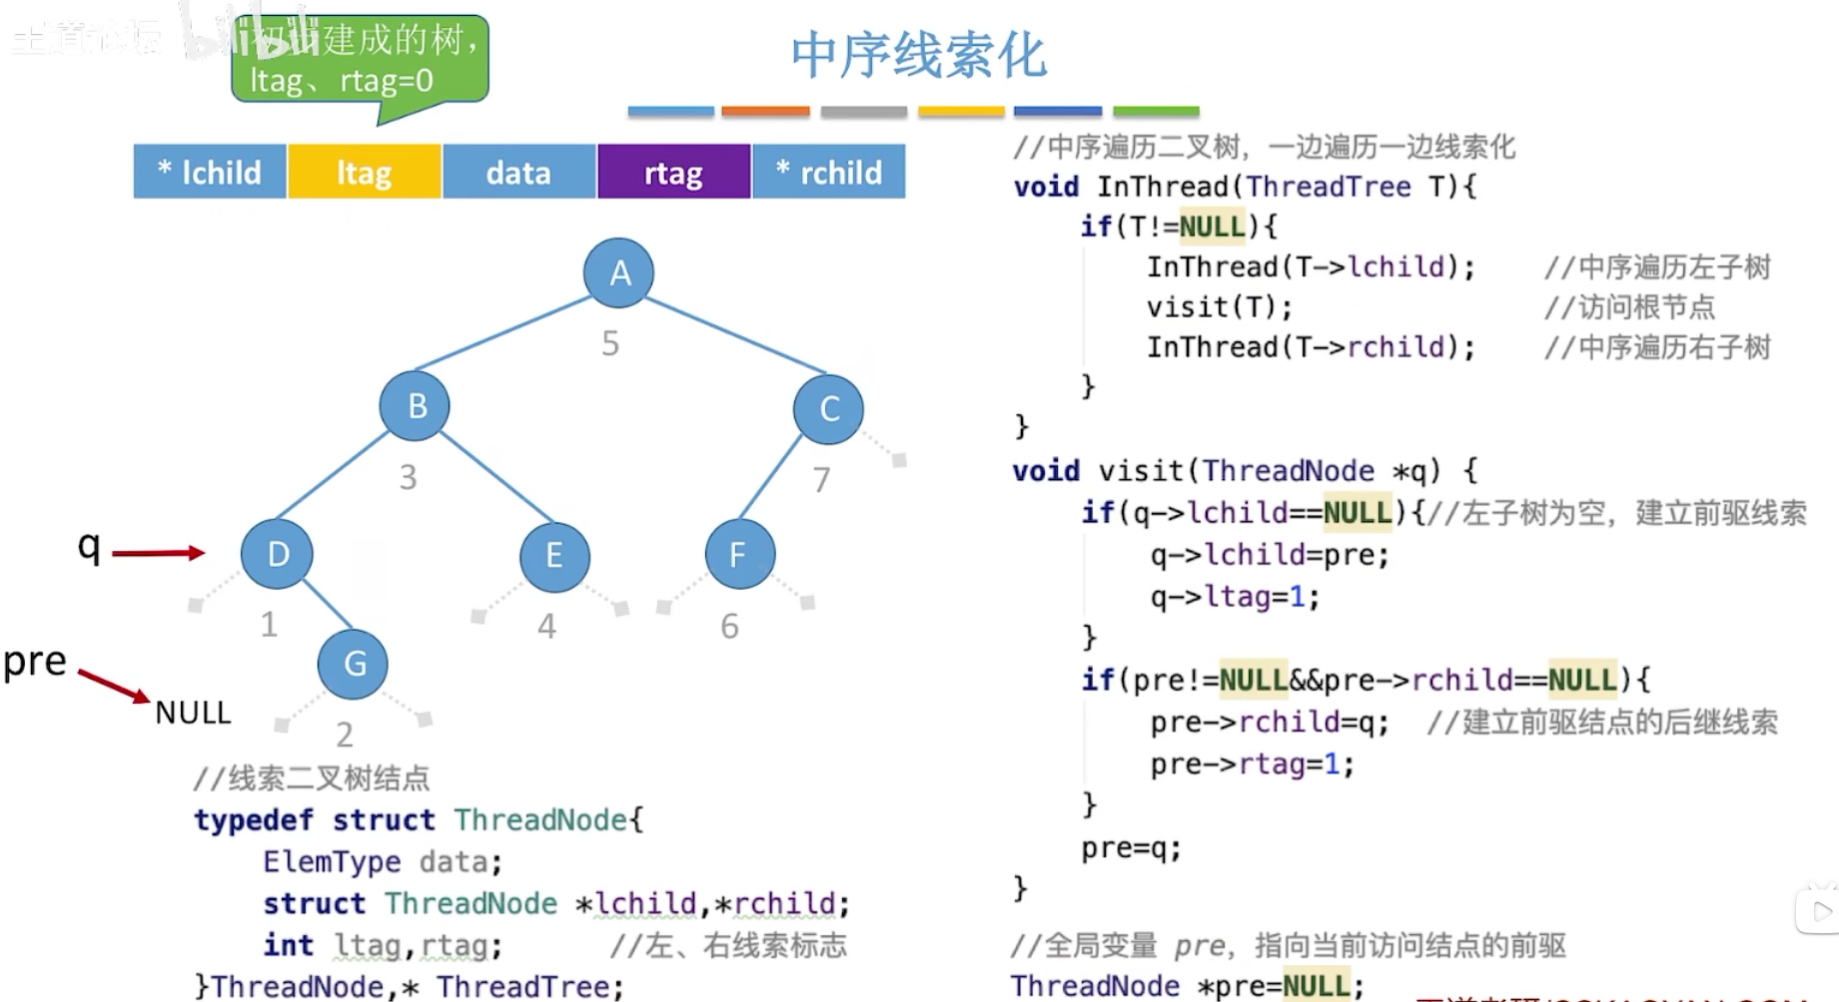 王道论坛
bilibili
初步建成的树,
ltag、rtag=0
中序线索化
* lchild ltag data rtag * rchild
A
5
B
3
C
7
q
D
1
E
4
F
6
pre
NULL
G
2
//线索二叉树结点
typedef struct ThreadNode{
ElemType data;
struct ThreadNode *lchild,*rchild;
int ltag,rtag; //左、右线索标志
}ThreadNode,* ThreadTree;
//中序遍历二叉树，一边遍历一边线索化
void InThread(ThreadTree T){
if(T!=NULL){
InThread(T->lchild); //中序遍历左子树
visit(T); //访问根节点
InThread(T->rchild); //中序遍历右子树
}
}
void visit(ThreadNode *q) {
if(q->lchild==NULL){//左子树为空，建立前驱线索
q->lchild=pre;
q->ltag=1;
}
if(pre!=NULL&&pre->rchild==NULL){
pre->rchild=q; //建立前驱结点的后继线索
pre->rtag=1;
}
pre=q;
}
//全局变量 pre，指向当前访问结点的前驱
ThreadNode *pre=NULL;